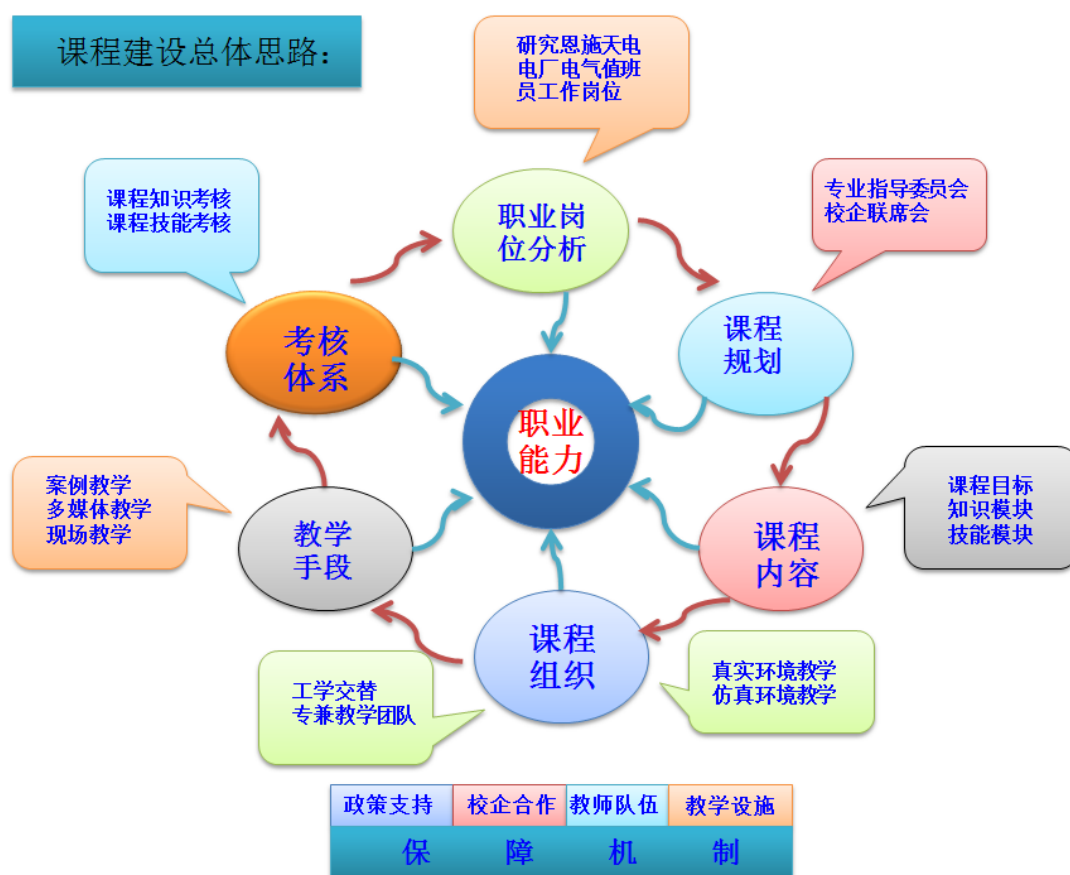 课程建设总体思路：
研究恩施天电
电厂电气值班
员工作岗位
课程知识考核
课程技能考核
职业岗
位分析
专业指导委员会
校企联席会
考核
体系
课程
规划
职业
能力
案例教学
多媒体教学
现场教学
教学
手段
课程
内容
课程目标
知识模块
技能模块
课程
组织
工学交替
专兼教学团队
真实环境教学
仿真环境教学
政策支持
校企合作
教师队伍
教学设施
保障机制